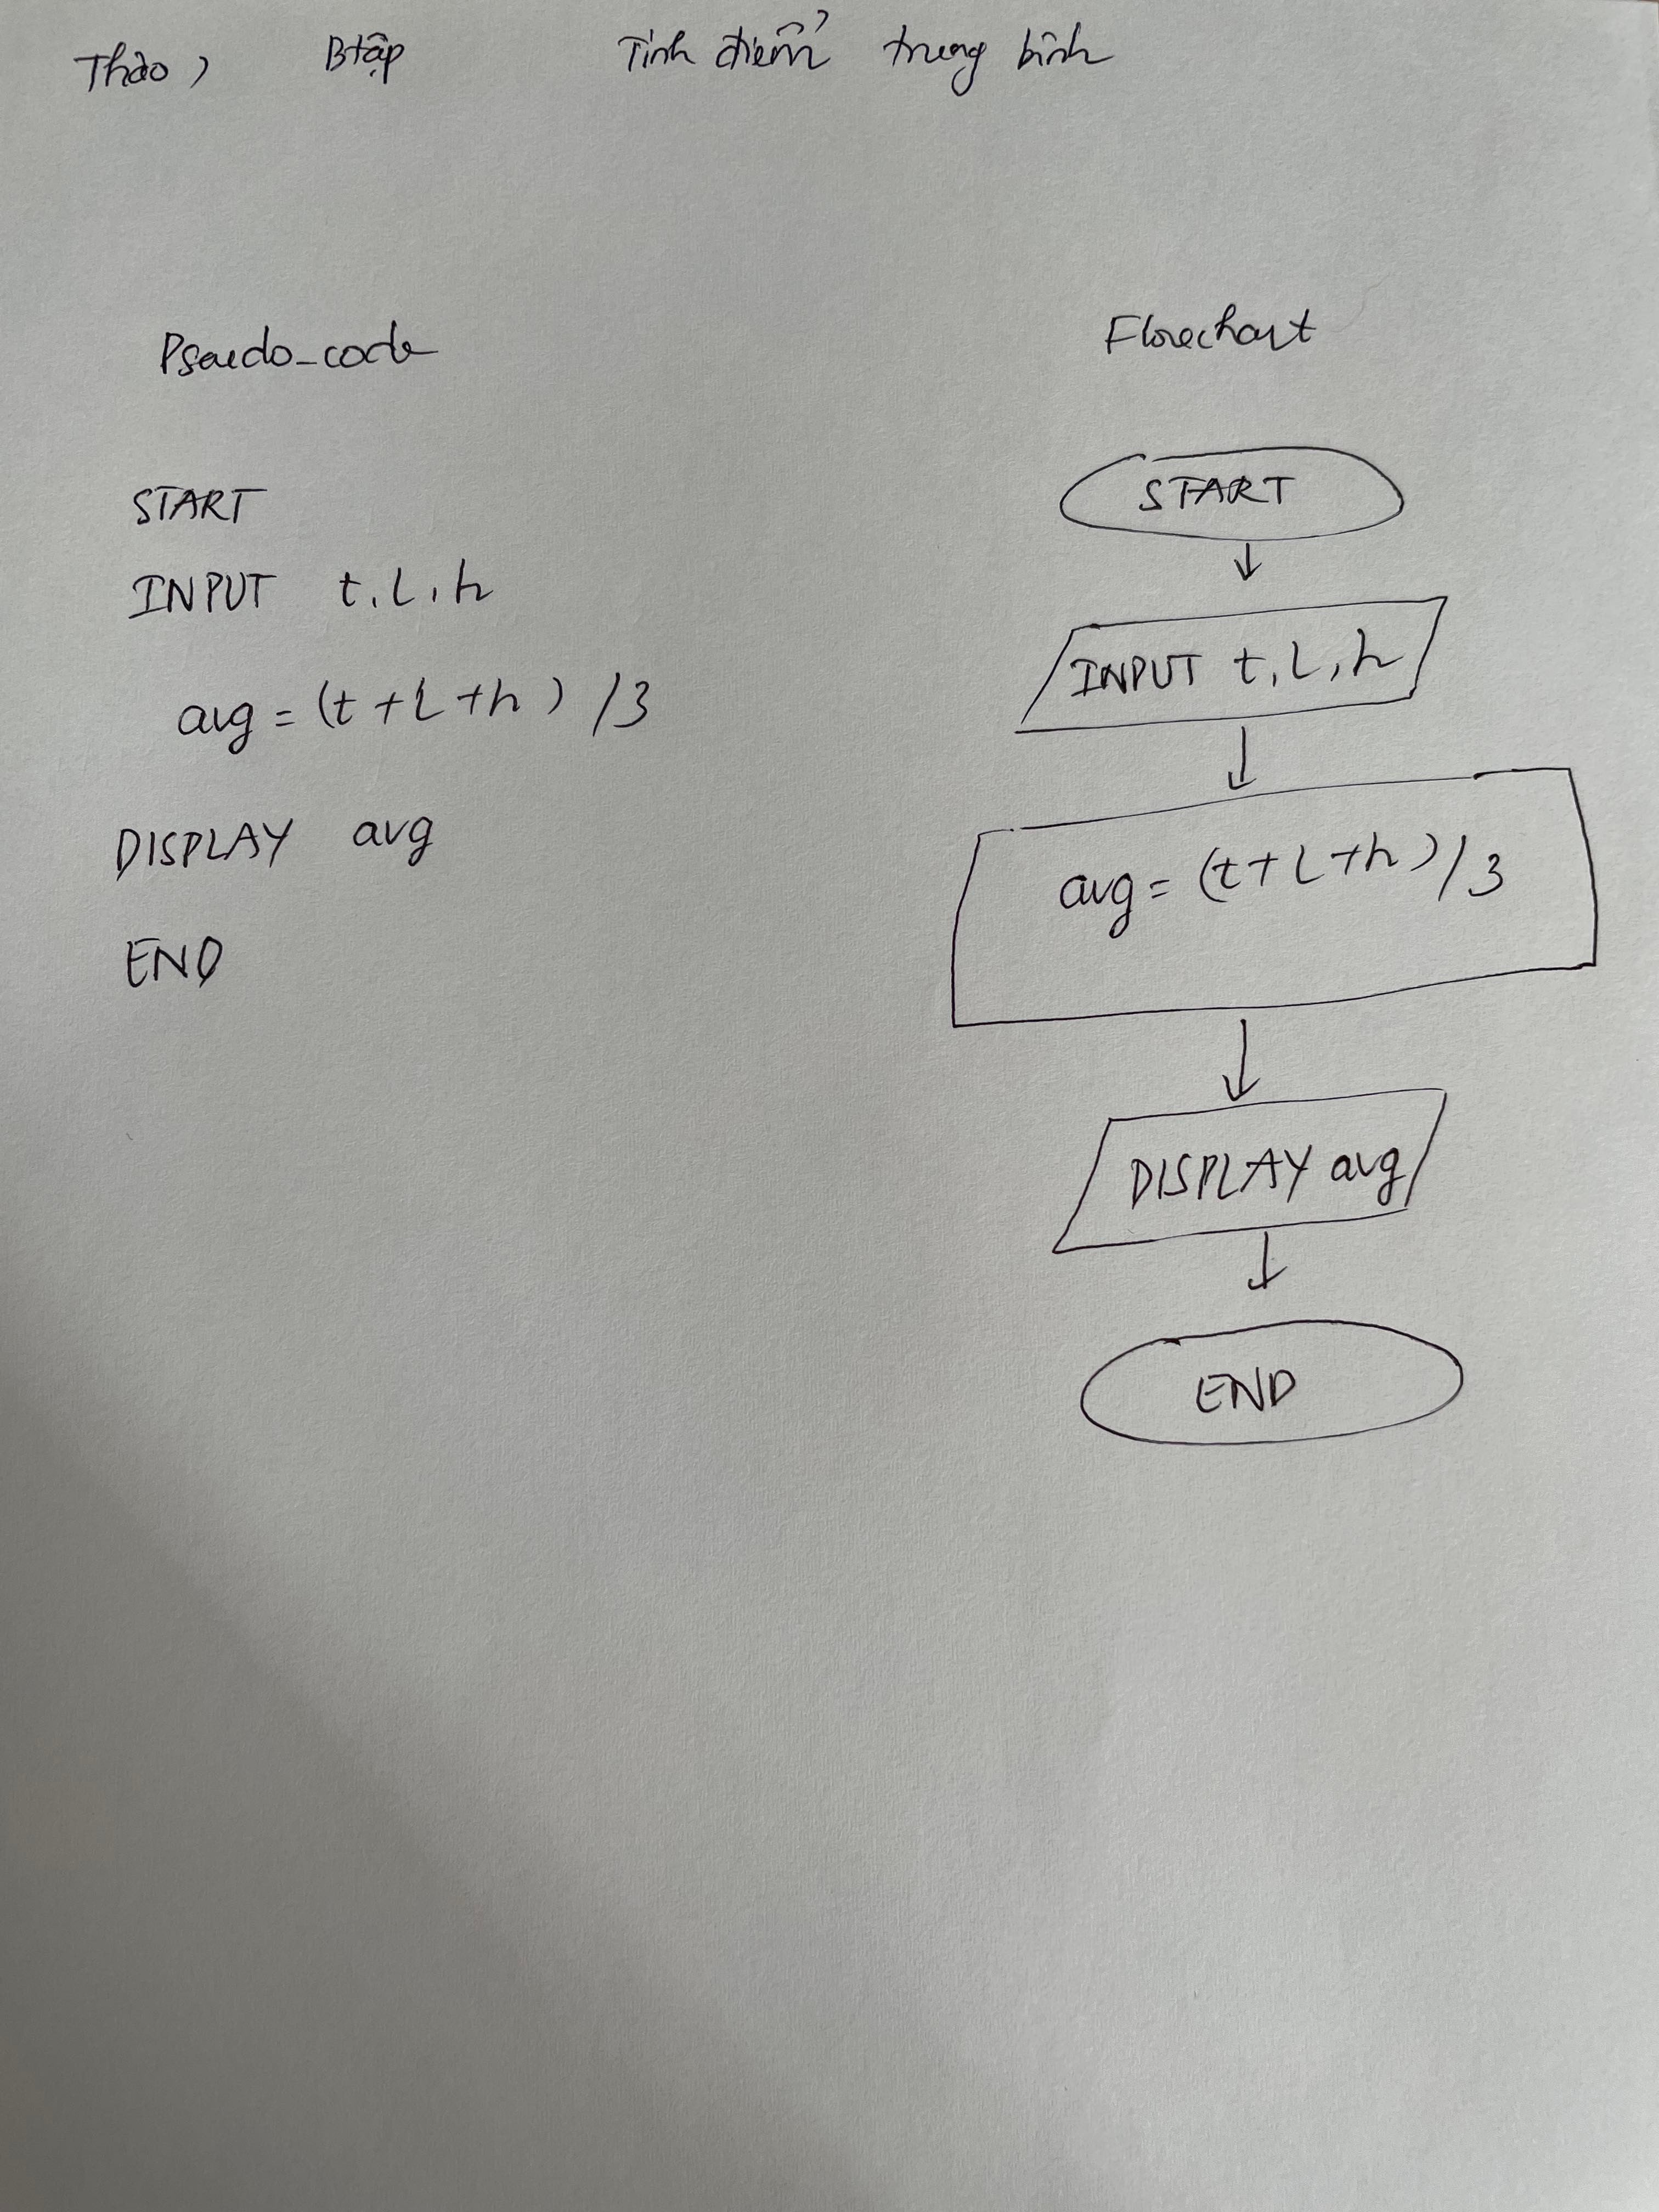 Thảo, Btập Tính điểm trung bình
Psaedo_code
START
INPUT t, l, h
avg = (t + l + h) / 3
DISPLAY avg
END
Flowchart
START
INPUT t, l, h
avg = (t + l + h) / 3
DISPLAY avg
END